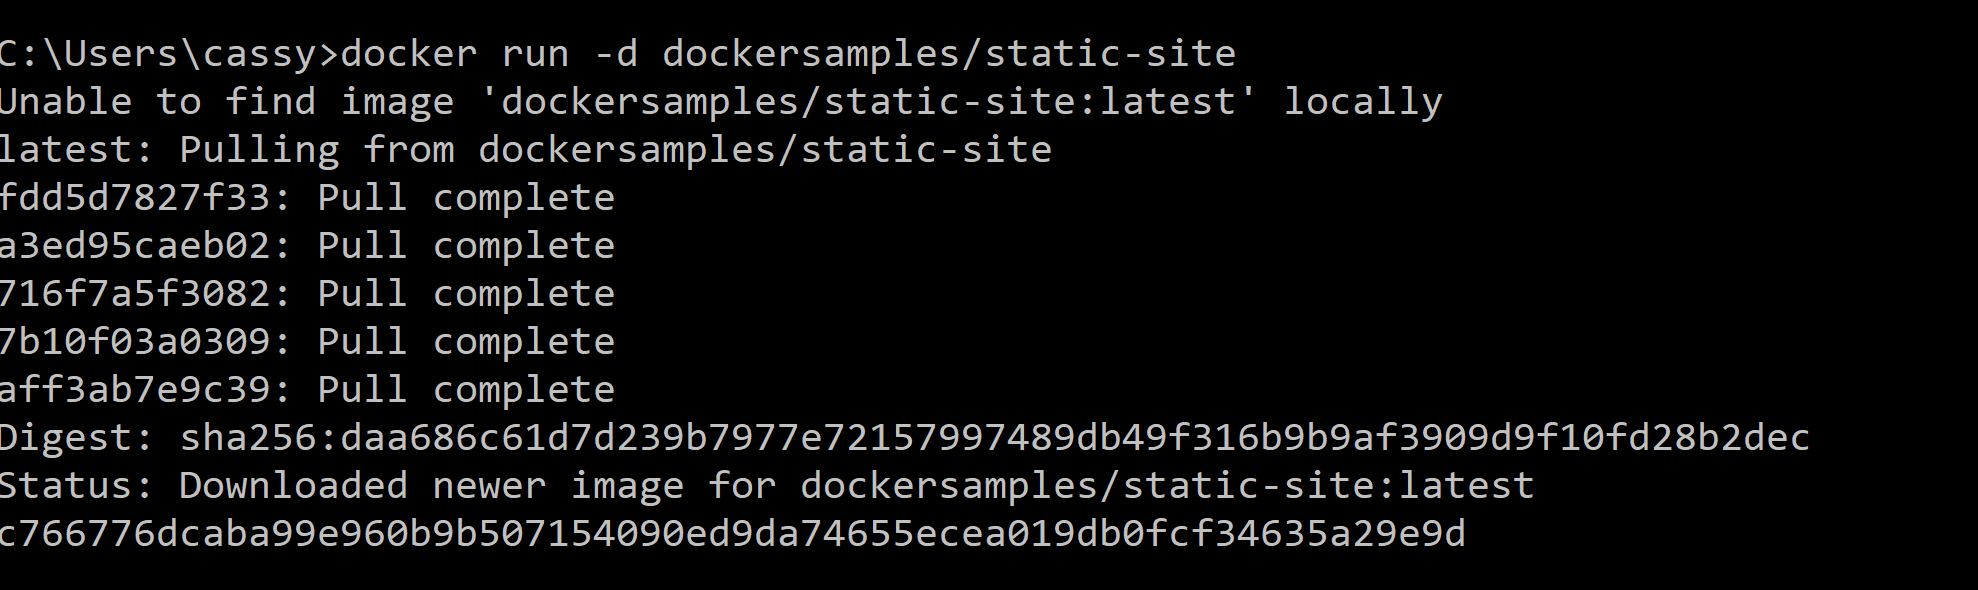 C:\Users\cassy>docker run -d dockersamples/static-site
Unable to find image 'dockersamples/static-site:latest' locally
latest: Pulling from dockersamples/static-site
fdd5d7827f33: Pull complete
a3ed95caeb02: Pull complete
716f7a5f3082: Pull complete
7b10f03a0309: Pull complete
aff3ab7e9c39: Pull complete
Digest: sha256:daa686c61d7d239b7977e72157997489db49f316b9b9af3909d9f10fd28b2dec
Status: Downloaded newer image for dockersamples/static-site:latest
c766776dcaba99e960b9b507154090ed9da74655ecea019db0fcf34635a29e9d